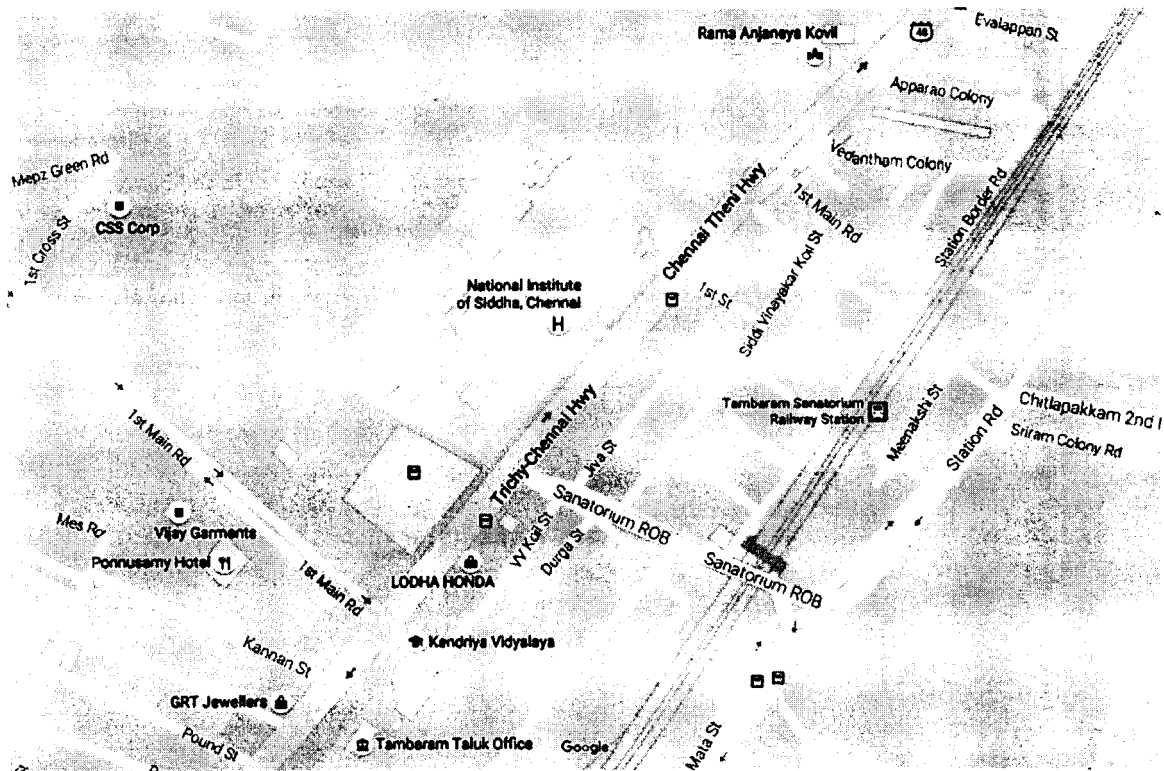 Rama Anjaneya Kovil
Evalappan St
Apparao Colony
Vedantham Colony
Mepz Green Rd
CSS Corp
1st Cross St
Chennai Theni Hwy
1st Main Rd
Station Border Rd
National Institute
of Siddha, Chennai
H
1st St
Siddi Vinayakar Koil St
Tambaram Sanatorium
Railway Station
Meenakshi St
Station Rd
Chitlapakkam 2nd
Sriram Colony Rd
1st Main Rd
Trichy-Chennai Hwy
Jiva St
Sanatorium ROB
Mes Rd
Vijay Garments
Ponnusamy Hotel
VV Koil St
Durga St
LODHA HONDA
Sanatorium ROB
1st Main Rd
Kendriya Vidyalaya
Kannan St
GRT Jewellers
Pound St
Tambaram Taluk Office
Google
Mata St